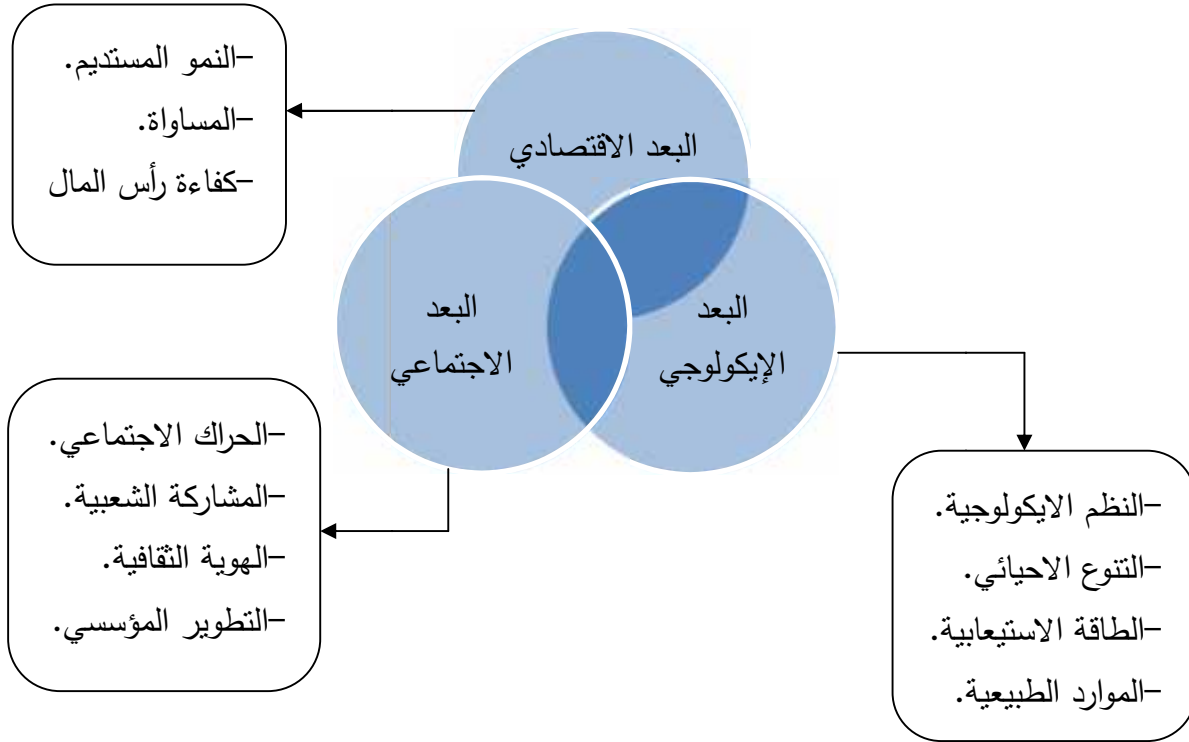 -النمو المستديم.
-المساواة.
-كفاءة رأس المال
البعد الاقتصادي
البعد
الاجتماعي
البعد
الإيكولوجي
-الحراك الاجتماعي.
-المشاركة الشعبية.
-الهوية الثقافية.
-التطوير المؤسسي.
-النظم الايكولوجية.
-التنوع الاحيائي.
-الطاقة الاستيعابية.
-الموارد الطبيعية.